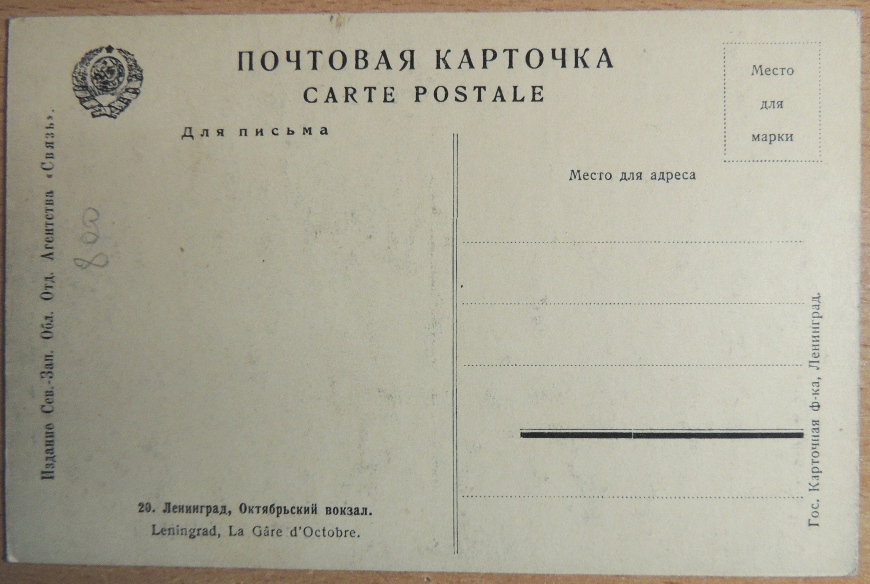 ПОЧТОВАЯ КАРТОЧКА
CARTE POSTALE
Для письма
Место
для
марки
Место для адреса
Издание Сев.-Зап. Обл. Отд. Агентства «Связь».
800
20. Ленинград, Октябрьский вокзал.
Leningrad, La Gâre d'Octobre.
Гос. Карточная ф-ка, Ленинград.